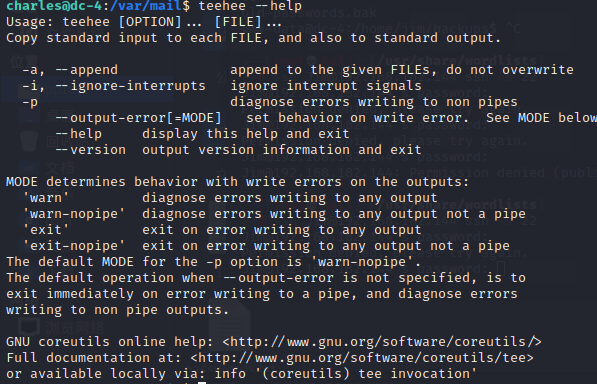 charles@dc-4:/var/mail$ teehee --help
Usage: teehee [OPTION]... [FILE]...
Copy standard input to each FILE, and also to standard output.
-a, --append append to the given FILEs, do not overwrite
-i, --ignore-interrupts ignore interrupt signals
-p diagnose errors writing to non pipes
--output-error[=MODE] set behavior on write error. See MODE below
--help display this help and exit
--version output version information and exit
MODE determines behavior with write errors on the outputs:
'warn' diagnose errors writing to any output
'warn-nopipe' diagnose errors writing to any output not a pipe
'exit' exit on error writing to any output
'exit-nopipe' exit on error writing to any output not a pipe
The default MODE for the -p option is 'warn-nopipe'.
The default operation when --output-error is not specified, is to
exit immediately on error writing to a pipe, and diagnose errors
writing to non pipe outputs.
GNU coreutils online help: <http://www.gnu.org/software/coreutils/>
Full documentation at: <http://www.gnu.org/software/coreutils/tee>
or available locally via: info '(coreutils) tee invocation'